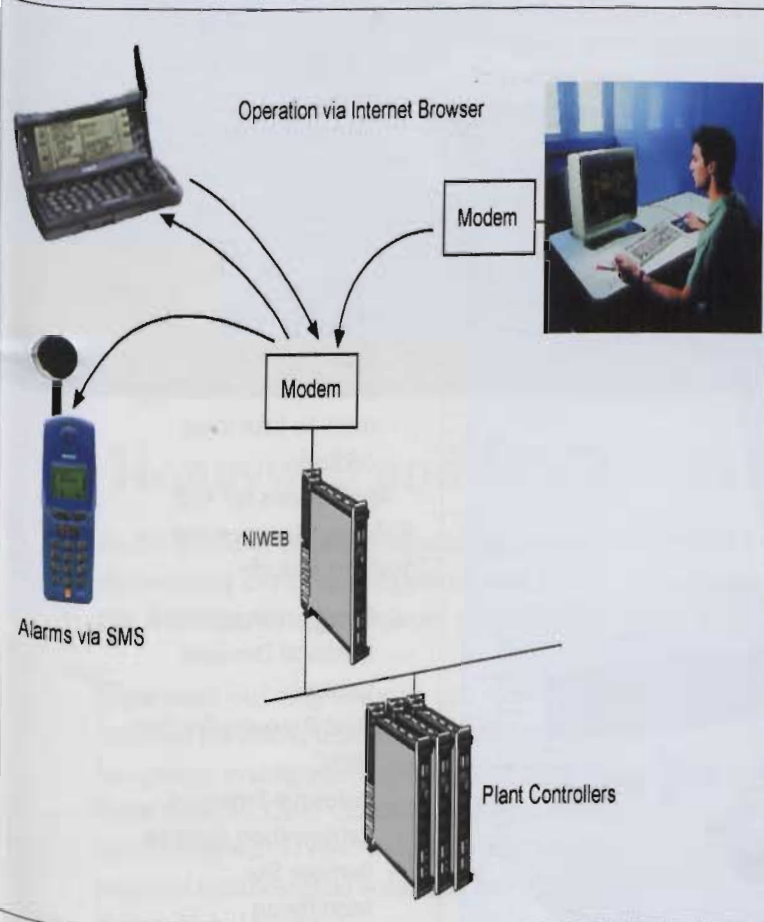 Operation via Internet Browser
Modem
Modem
NIWEB
Alarms via SMS
Plant Controllers